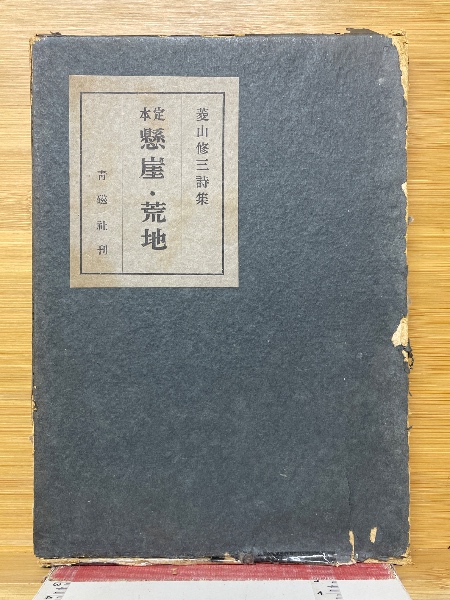 菱山修三詩集
定本
懸崖・荒地
青磁社刊